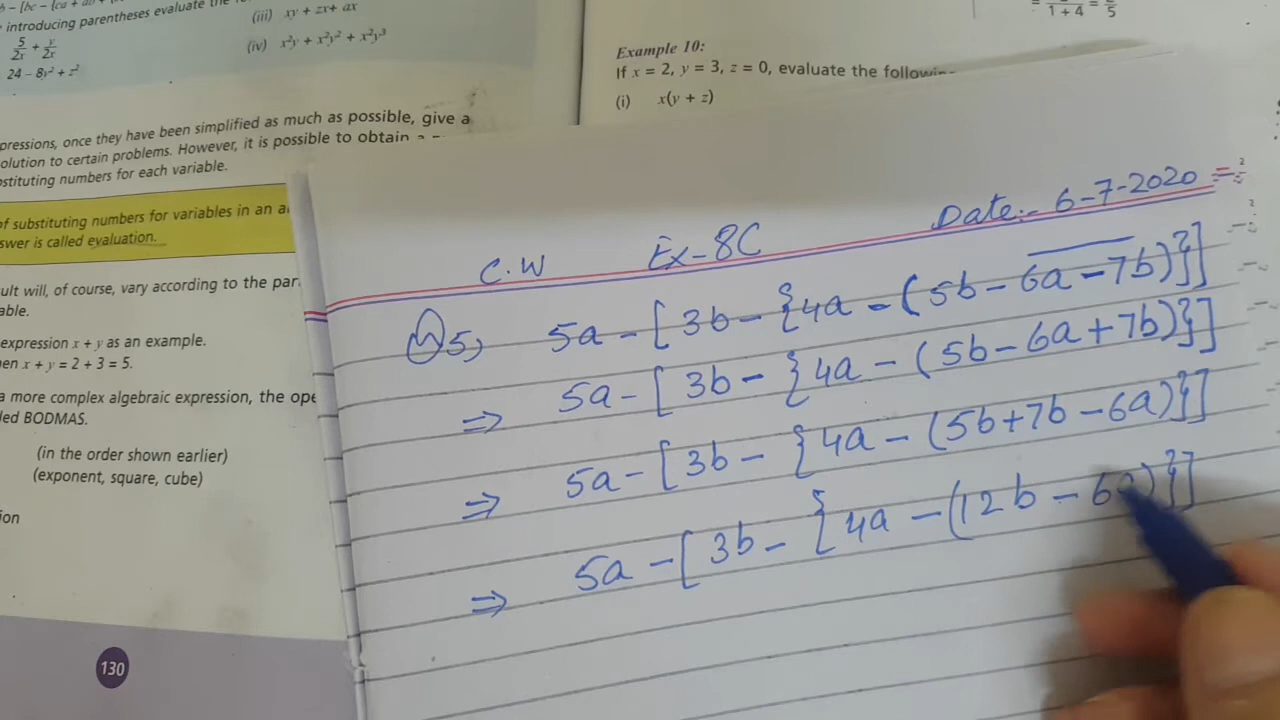 introducing parentheses evaluate the
5/2x + y/2x
24 – 8y² + z²
(iii) xy + zx + ax
(iv) x²y + x²y² + x²y³
pressions, once they have been simplified as much as possible, give a
olution to certain problems. However, it is possible to obtain a
stituting numbers for each variable.
of substituting numbers for variables in an
swer is called evaluation.
ult will, of course, vary according to the
able.
expression x + y as an example.
en x + y = 2 + 3 = 5.
a more complex algebraic expression, the
led BODMAS.
(in the order shown earlier)
(exponent, square, cube)
ion
130
1 + 4
5
Example 10:
If x = 2, y = 3, z = 0, evaluate the
(i) x(y + z)
Date:- 6-7-2020
C.W Ex-8C
Q5, 5a - [3b - {4a - (5b - 6a - 7b)}]
⇒ 5a - [3b - {4a - (5b - 6a + 7b)}]
⇒ 5a - [3b - {4a - (5b + 7b - 6a)}]
⇒ 5a - [3b - {4a - (12b - 6a)}]